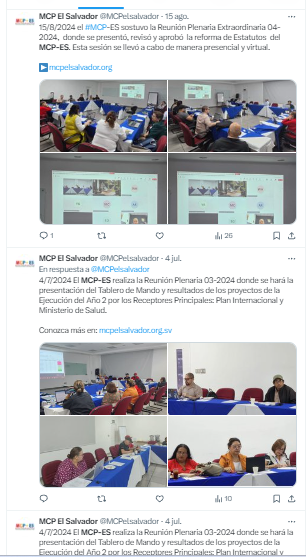 MCP El Salvador @MCPelsalvador · 15 ago.
15/8/2024 el #MCP-ES sostuvo la Reunión Plenaria Extraordinaria 04-
2024, donde se presentó, revisó y aprobó la reforma de Estatutos del
MCP-ES. Esta sesión se llevó a cabo de manera presencial y virtual.
mcpelsalvador.org
1
26
MCP El Salvador @MCPelsalvador · 4 jul.
En respuesta a @MCPelsalvador
4/7/2024 El MCP-ES realiza la Reunión Plenaria 03-2024 donde se hará la
presentación del Tablero de Mando y resultados de los proyectos de la
Ejecución del Año 2 por los Receptores Principales: Plan Internacional y
Ministerio de Salud.
Conozca más en: mcpelsalvador.org.sv
10
MCP El Salvador @MCPelsalvador · 4 jul.
4/7/2024 El MCP-ES realiza la Reunión Plenaria 03-2024 donde se hará la
presentación del Tablero de Mando y resultados de los proyectos de la
Ejecución del Año 2 por los Receptores Principales: Plan Internacional y